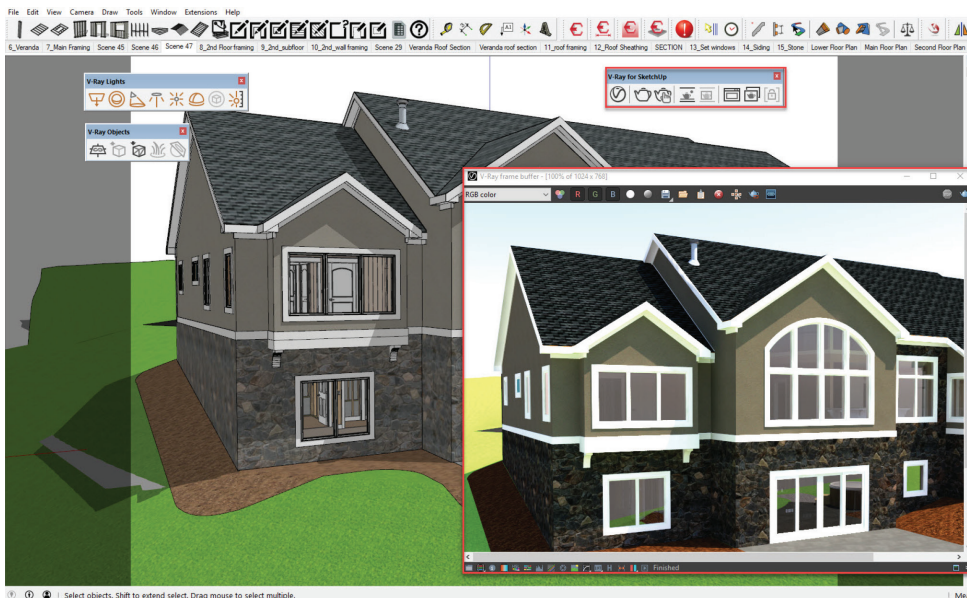 File Edit View Camera Draw Tools Window Extensions Help
6_Veranda 7_Main Framing Scene 45 Scene 46 Scene 47 8_2nd Floor framing 9_2nd_subfloor 10_2nd_wall framing Scene 29 Veranda Roof Section Veranda roof section 11_roof framing 12_Roof Sheathing SECTION 13_Set windows 14_Siding 15_Stone Lower Floor Plan Main Floor Plan Second Floor Plan
V-Ray Lights
V-Ray for SketchUp
V-Ray Objects
V-Ray frame buffer - [100% of 1024 x 768]
RGB color
R G B
H
Finished
Select objects. Shift to extend select. Drag mouse to select multiple.
Mea